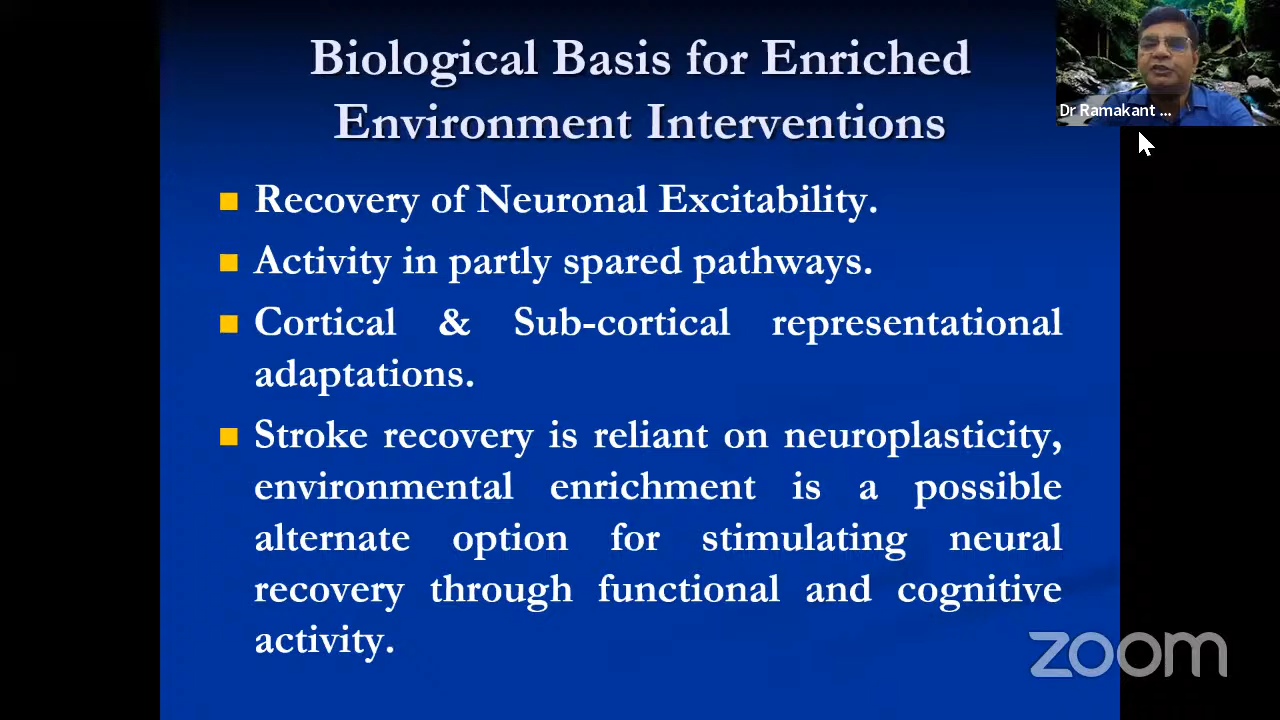 Biological Basis for Enriched
Environment Interventions
Dr Ramakant ...
Recovery of Neuronal Excitability.
Activity in partly spared pathways.
Cortical & Sub-cortical representational
adaptations.
Stroke recovery is reliant on neuroplasticity,
environmental enrichment is a possible
alternate option for stimulating neural
recovery through functional and cognitive
activity.
zoom